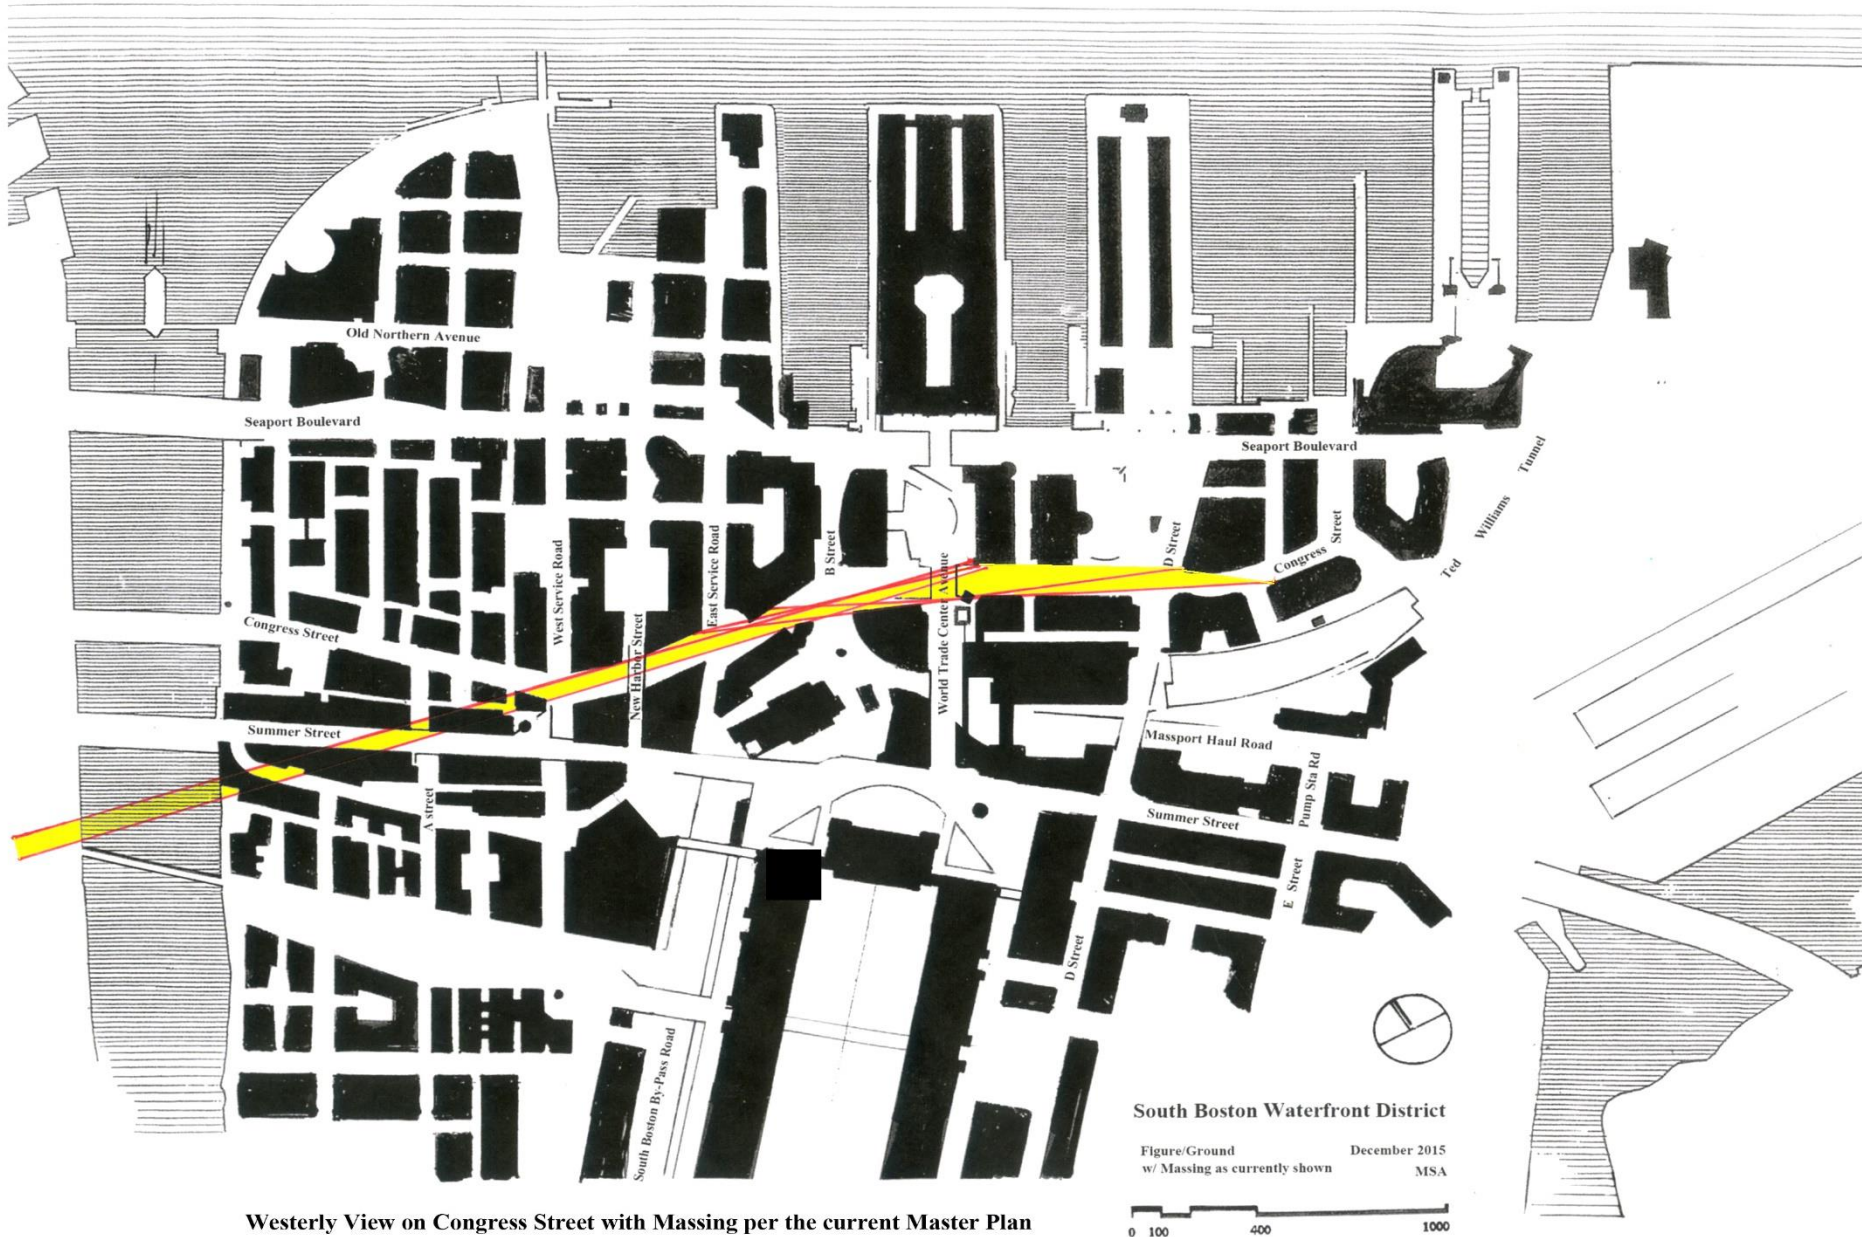 Old Northern Avenue
Seaport Boulevard
Seaport Boulevard
Ted Williams Tunnel
West Service Road
East Service Road
B Street
World Trade Center Avenue
D Street
Congress Street
Congress Street
New Harbor Street
Summer Street
Massport Haul Road
Pump Sta Rd
A street
Summer Street
E Street
D Street
South Boston By-Pass Road
South Boston Waterfront District
Figure/Ground December 2015
w/ Massing as currently shown MSA
0 100 400 1000
Westerly View on Congress Street with Massing per the current Master Plan